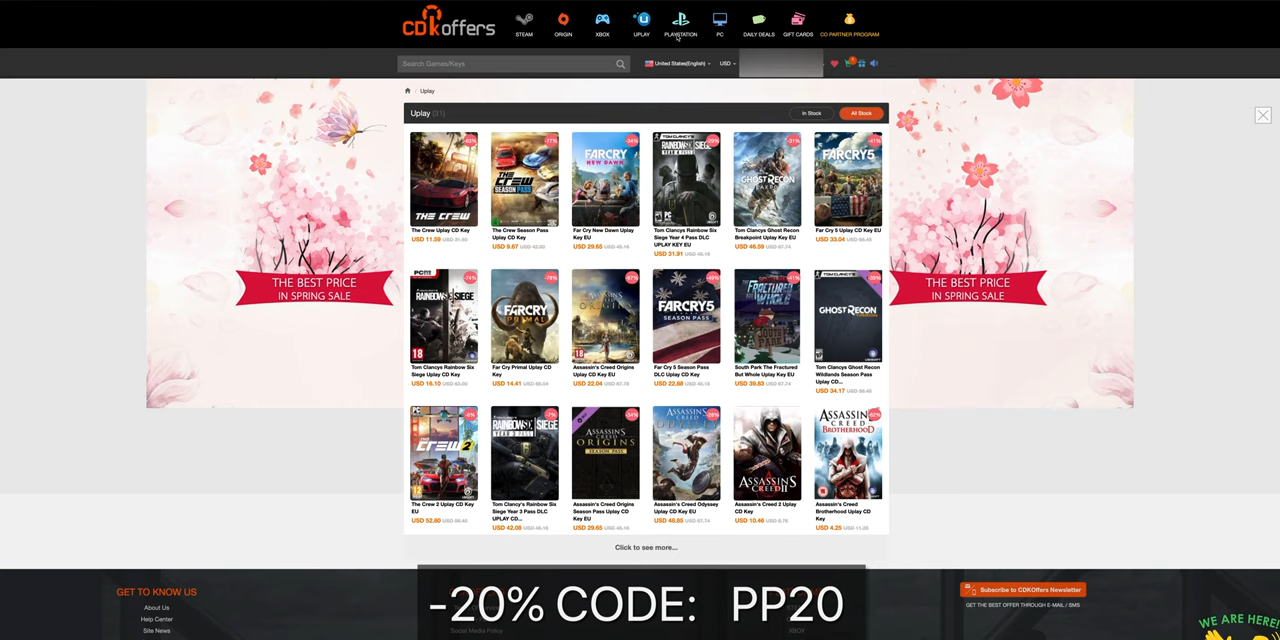 CDKoffers
STEAM
ORIGIN
XBOX
UPLAY
PLAYSTATION
PC
DAILY DEALS
GIFT CARDS
CO PARTNER PROGRAM
Search Games/Keys
United States(English)
USD
/ Uplay
Uplay (31)
In Stock
All Stock
THE BEST PRICE
IN SPRING SALE
THE BEST PRICE
IN SPRING SALE
The Crew Uplay CD Key
USD 11.59
The Crew Season Pass
Uplay CD Key
USD 9.67
Far Cry New Dawn Uplay
Key EU
USD 29.65
Tom Clancys Rainbow Six
Siege Year 4 Pass DLC
UPLAY KEY EU
USD 31.91
Tom Clancys Ghost Recon
Breakpoint Uplay Key EU
USD 46.59
Far Cry 5 Uplay CD Key EU
USD 33.04
Tom Clancys Rainbow Six
Siege Uplay CD Key
USD 16.10
Far Cry Primal Uplay CD
Key
USD 14.41
Assassin's Creed Origins
Uplay CD Key EU
USD 22.04
Far Cry 5 Season Pass
DLC Uplay CD Key
USD 22.88
South Park The Fractured
But Whole Uplay Key EU
USD 39.83
Tom Clancys Ghost Recon
Wildlands Season Pass
Uplay CD...
USD 34.17
The Crew 2 Uplay CD Key
EU
USD 52.80
Tom Clancy's Rainbow Six
Siege Year 3 Pass DLC
UPLAY CD...
USD 42.08
Assassin's Creed Origins
Season Pass Uplay CD
Key EU
USD 29.65
Assassin's Creed Odyssey
Uplay CD Key EU
USD 48.85
Assassin's Creed 2 Uplay
CD Key
USD 10.46
Assassin's Creed
Brotherhood Uplay CD
Key
USD 4.25
Click to see more...
GET TO KNOW US
About Us
Help Center
Site News
-20% CODE: PP20
Social Media Policy
XBOX
Subscribe to CDKOffers Newsletter
GET THE BEST OFFER THROUGH E-MAIL / SMS
WE ARE HERE!